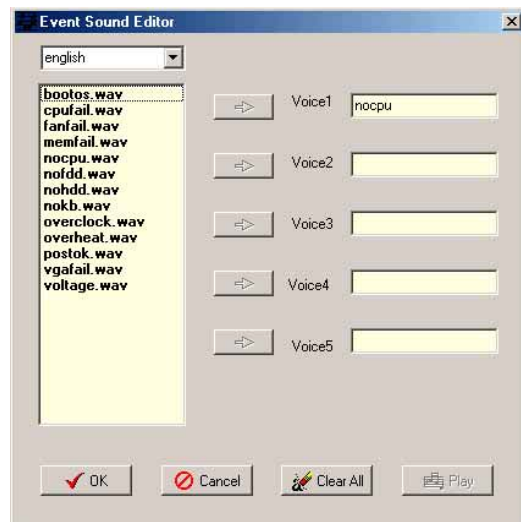 Event Sound Editor
english
bootos.wav
cpufail.wav
fanfail.wav
memfail.wav
nocpu.wav
nofdd.wav
nohdd.wav
nokb.wav
overclock.wav
overheat.wav
postok.wav
vgafail.wav
voltage.wav
Voice1 nocpu
Voice2
Voice3
Voice4
Voice5
OK Cancel Clear All Play